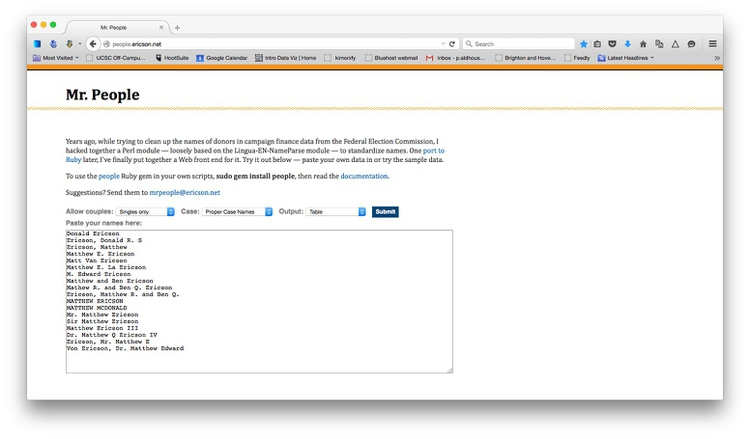 Mr. People
people.ericson.net
Search
Most Visited
UCSC Off-Campu...
HootSuite
Google Calendar
Intro Data Viz | Home
kimonify
Bluehost webmail
Inbox - p.aldhous...
Brighton and Hove...
Feedly
Latest Headlines
Mr. People
Years ago, while trying to clean up the names of donors in campaign finance data from the Federal Election Commission, I
hacked together a Perl module — loosely based on the Lingua-EN-NameParse module — to standardize names. One port to
Ruby later, I've finally put together a Web front end for it. Try it out below — paste your own data in or try the sample data.
To use the people Ruby gem in your scripts, sudo gem install people, then read the documentation.
Suggestions? Send them to mrpeople@ericson.net
Allow couples: Singles only Case: Proper Case Names Output: Table Submit
Paste your names here:
Donald Ericson
Ericson, Donald R. S
Ericson, Matthew
Matthew E. Ericson
Matt Van Ericson
Matthew E. La Ericson
M. Edward Ericson
Matthew and Ben Ericson
Mathew R. and Ben Q. Ericson
Ericson, Matthew R. and Ben Q.
MATTHEW ERICSON
MATTHEW MCDONALD
Mr. Matthew Ericson
Sir Matthew Ericson
Matthew Ericson III
Dr. Matthew Q Ericson IV
Ericson, Mr. Matthew E
Von Ericson, Dr. Matthew Edward